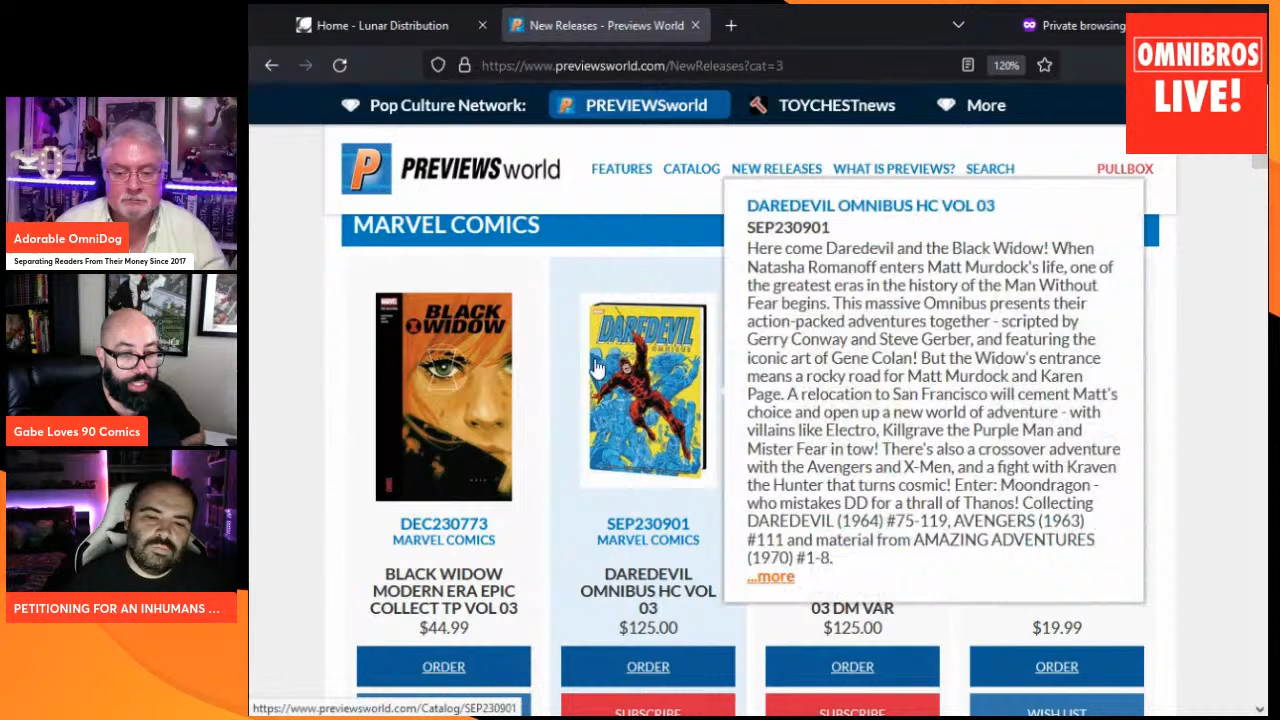 Home - Lunar Distribution
New Releases - Previews World
Private browsing
https://www.previewsworld.com/NewReleases?cat=3
120%
OMNIBROS
LIVE!
Pop Culture Network:
PREVIEWSworld
TOYCHESTnews
More
P
PREVIEWSworld
FEATURES
CATALOG
NEW RELEASES
WHAT IS PREVIEWS?
SEARCH
PULLBOX
MARVEL COMICS
DAREDEVIL OMNIBUS HC VOL 03
SEP230901
Here come Daredevil and the Black Widow! When
Natasha Romanoff enters Matt Murdock's life, one of
the greatest eras in the history of the Man Without
Fear begins. This massive Omnibus presents their
action-packed adventures together - scripted by
Gerry Conway and Steve Gerber, and featuring the
iconic art of Gene Colan! But the Widow's entrance
means a rocky road for Matt Murdock and Karen
Page. A relocation to San Francisco will cement Matt's
choice and open up a new world of adventure - with
villains like Electro, Killgrave the Purple Man and
Mister Fear in tow! There's also a crossover adventure
with the Avengers and X-Men, and a fight with Kraven
the Hunter that turns cosmic! Enter: Moondragon -
who mistakes DD for a thrall of Thanos! Collecting
DAREDEVIL (1964) #75-119, AVENGERS (1963)
#111 and material from AMAZING ADVENTURES
(1970) #1-8.
...more
BLACK
WIDOW
DAREDEVIL
OMNIBUS
DEC230773
MARVEL COMICS
BLACK WIDOW
MODERN ERA EPIC
COLLECT TP VOL 03
$44.99
ORDER
SEP230901
MARVEL COMICS
DAREDEVIL
OMNIBUS HC VOL
03
$125.00
ORDER
SUBSCRIBE
03 DM VAR
$125.00
ORDER
SUBSCRIBE
$19.99
ORDER
WISH LIST
https://www.previewsworld.com/Catalog/SEP230901
Adorable OmniDog
Separating Readers From Their Money Since 2017
Gabe Loves 90 Comics
PETITIONING FOR AN INHUMANS ...